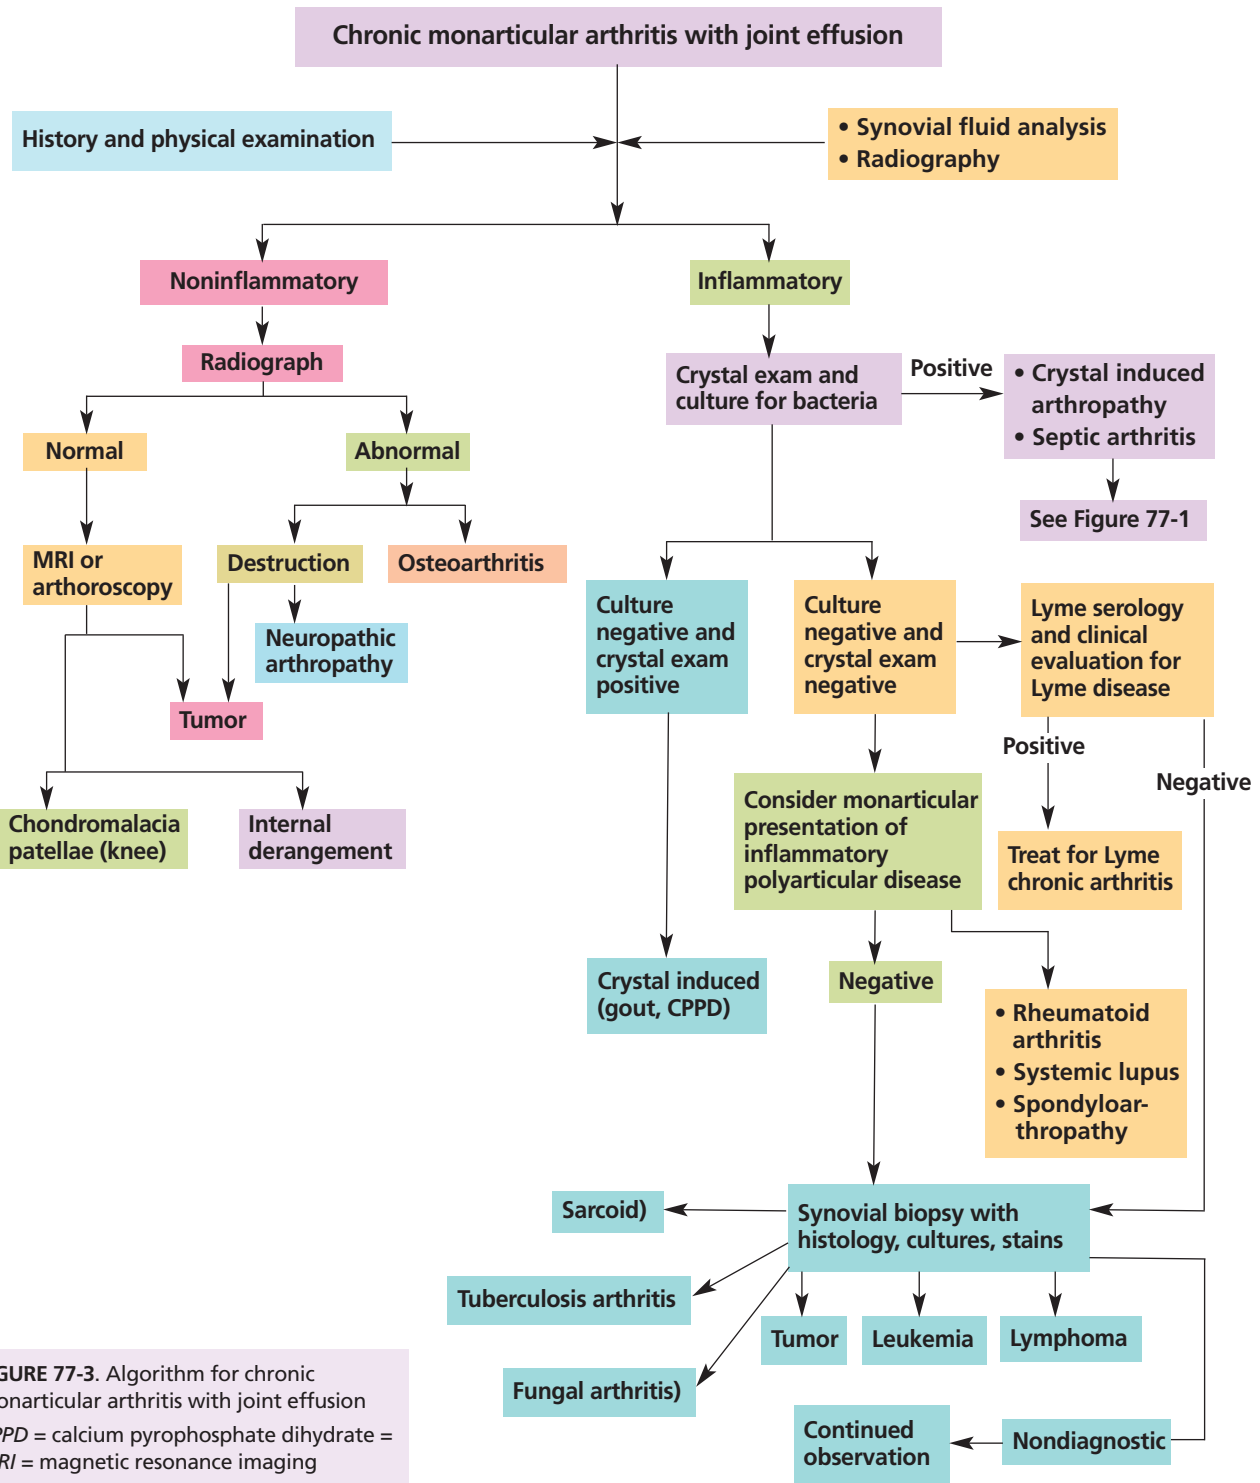 Chronic monarticular arthritis with joint effusion
History and physical examination
• Synovial fluid analysis
• Radiography
Noninflammatory
Inflammatory
Radiograph
Crystal exam and
culture for bacteria
Positive
• Crystal induced
arthropathy
• Septic arthritis
Normal
Abnormal
See Figure 77-1
MRI or
arthoroscopy
Destruction
Osteoarthritis
Neuropathic
arthropathy
Tumor
Culture
negative and
crystal exam
positive
Culture
negative and
crystal exam
negative
Lyme serology
and clinical
evaluation for
Lyme disease
Positive
Negative
Chondromalacia
patellae (knee)
Internal
derangement
Consider monarticular
presentation of
inflammatory
polyarticular disease
Treat for Lyme
chronic arthritis
Crystal induced
(gout, CPPD)
Negative
• Rheumatoid
arthritis
• Systemic lupus
• Spondyloar-
thropathy
Sarcoid)
Synovial biopsy with
histology, cultures, stains
Tuberculosis arthritis
Tumor
Leukemia
Lymphoma
Fungal arthritis)
Continued
observation
Nondiagnostic
GURE 77-3. Algorithm for chronic
onarticular arthritis with joint effusion
PPD = calcium pyrophosphate dihydrate =
RI = magnetic resonance imaging